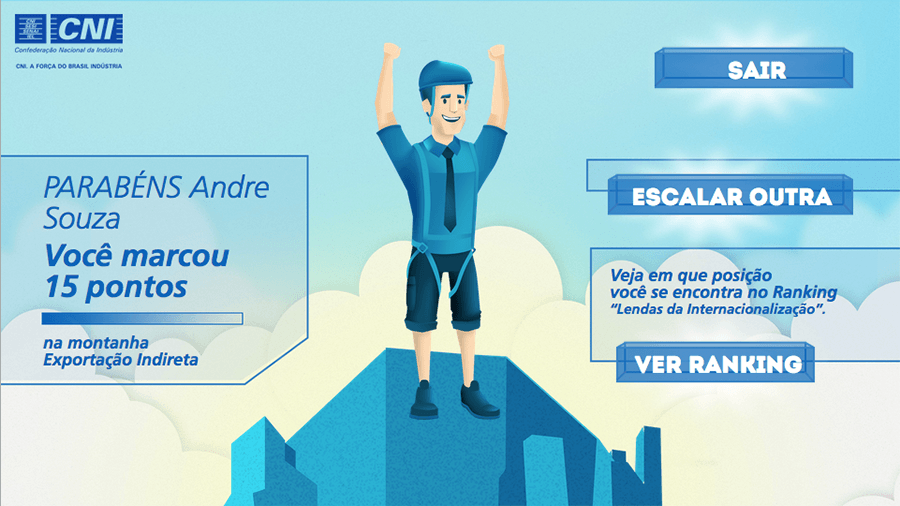 CNI
Confederação Nacional da Indústria
CNI. A FORÇA DO BRASIL INDÚSTRIA
SAIR
PARABÉNS Andre
Souza
Você marcou
15 pontos
na montanha
Exportação Indireta
ESCALAR OUTRA
Veja em que posição
você se encontra no Ranking
“Lendas da Internacionalização”.
VER RANKING